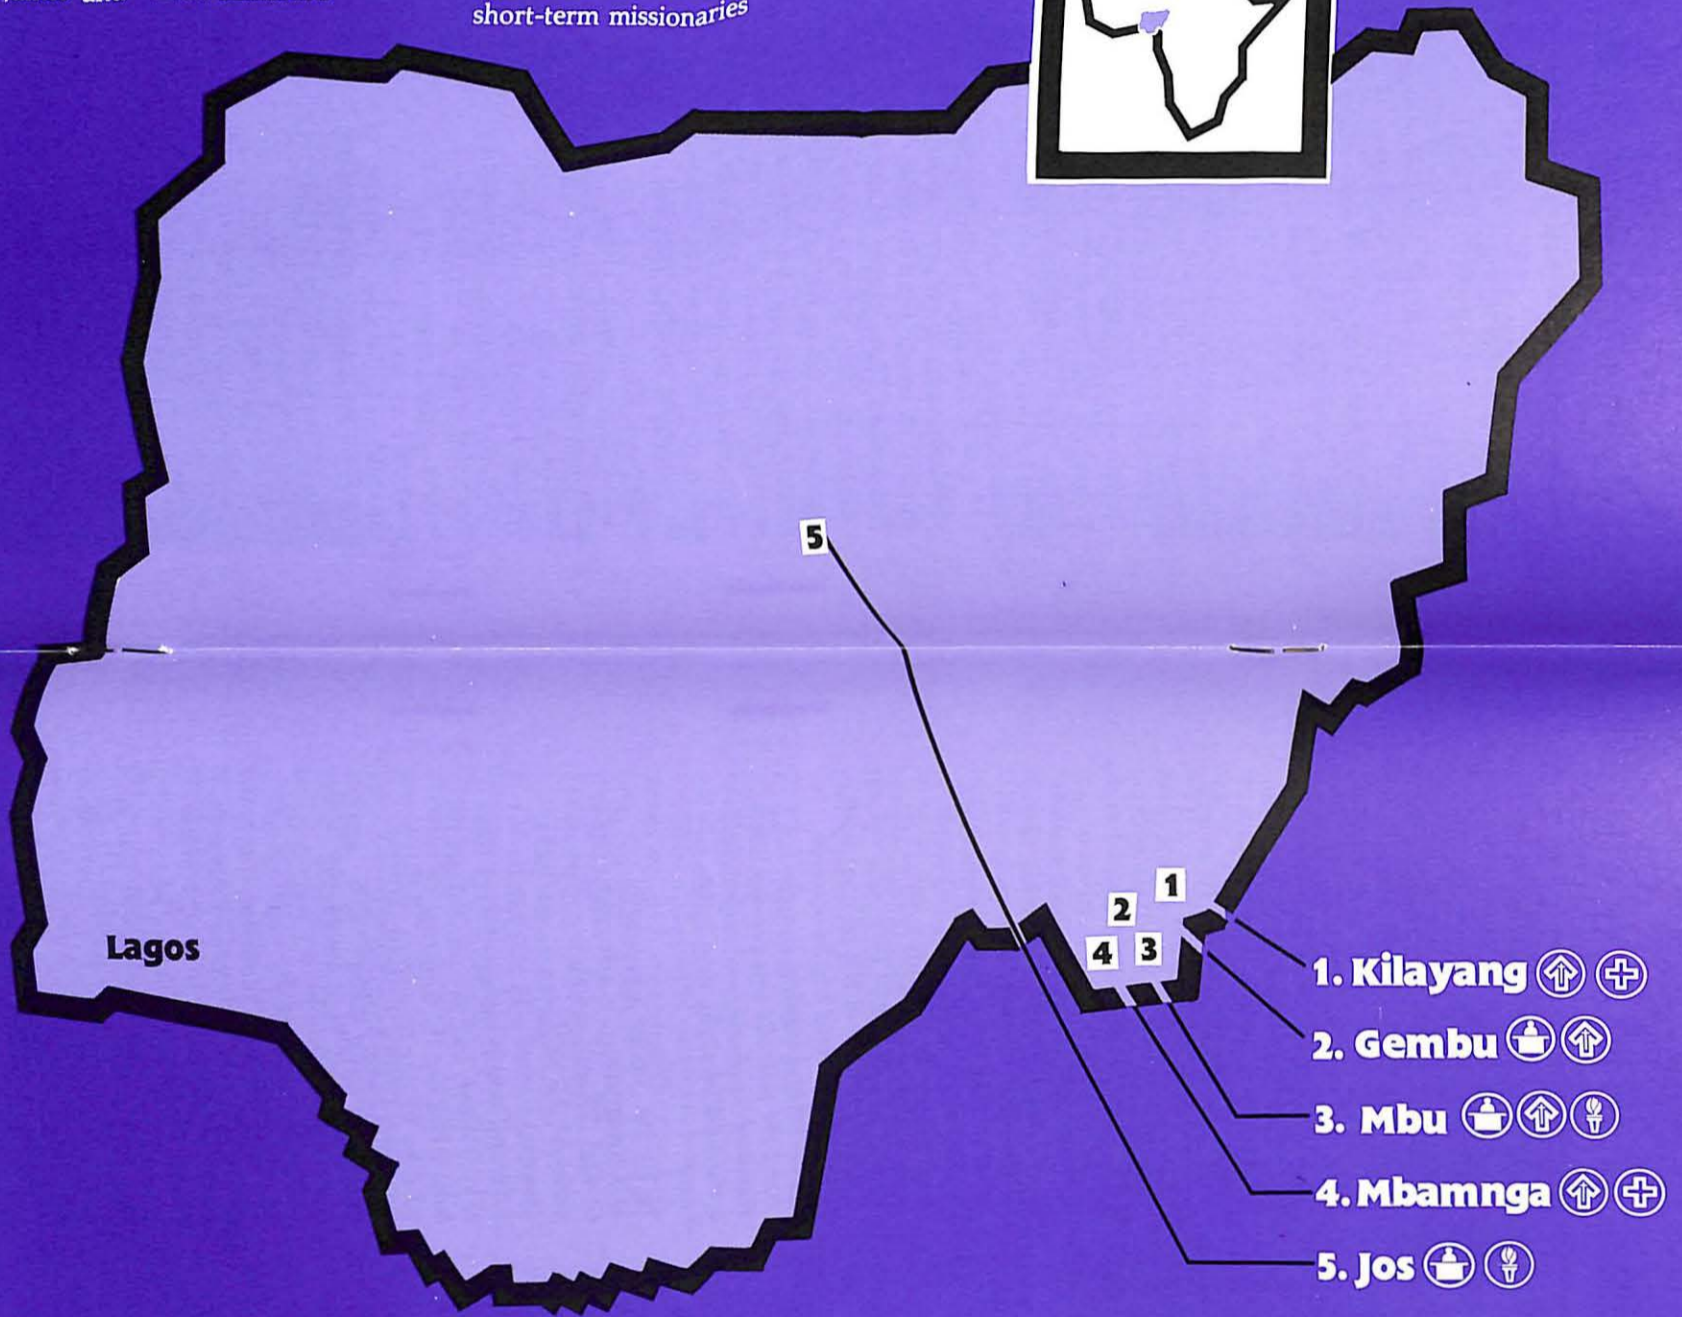 short-term missionaries
5
1
2
4
3
Lagos
1. Kilayang
2. Gembu
3. Mbu
4. Mbamnga
5. Jos